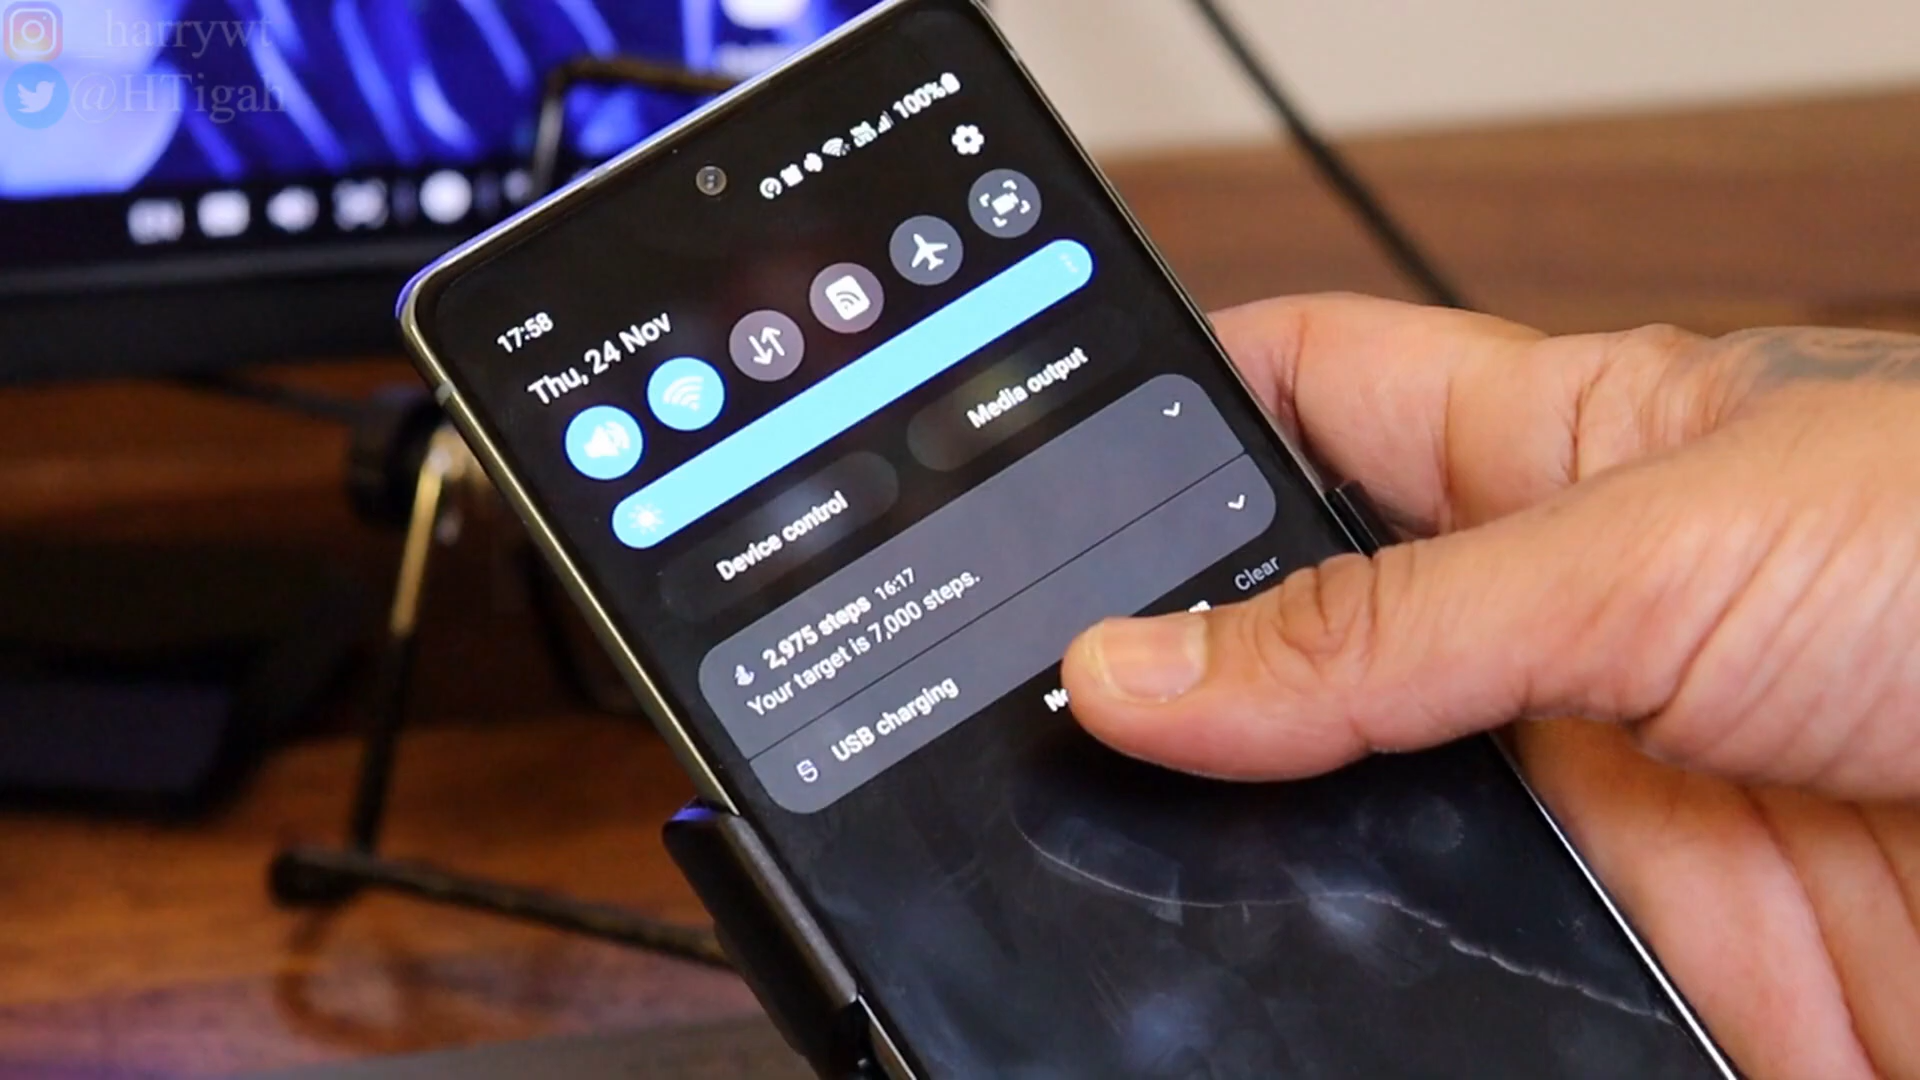 _harrywt
@HTigah
100%
17:58
Thu, 24 Nov
Device control
Media output
2,975 steps 16:17
Your target is 7,000 steps.
USB charging
Clear